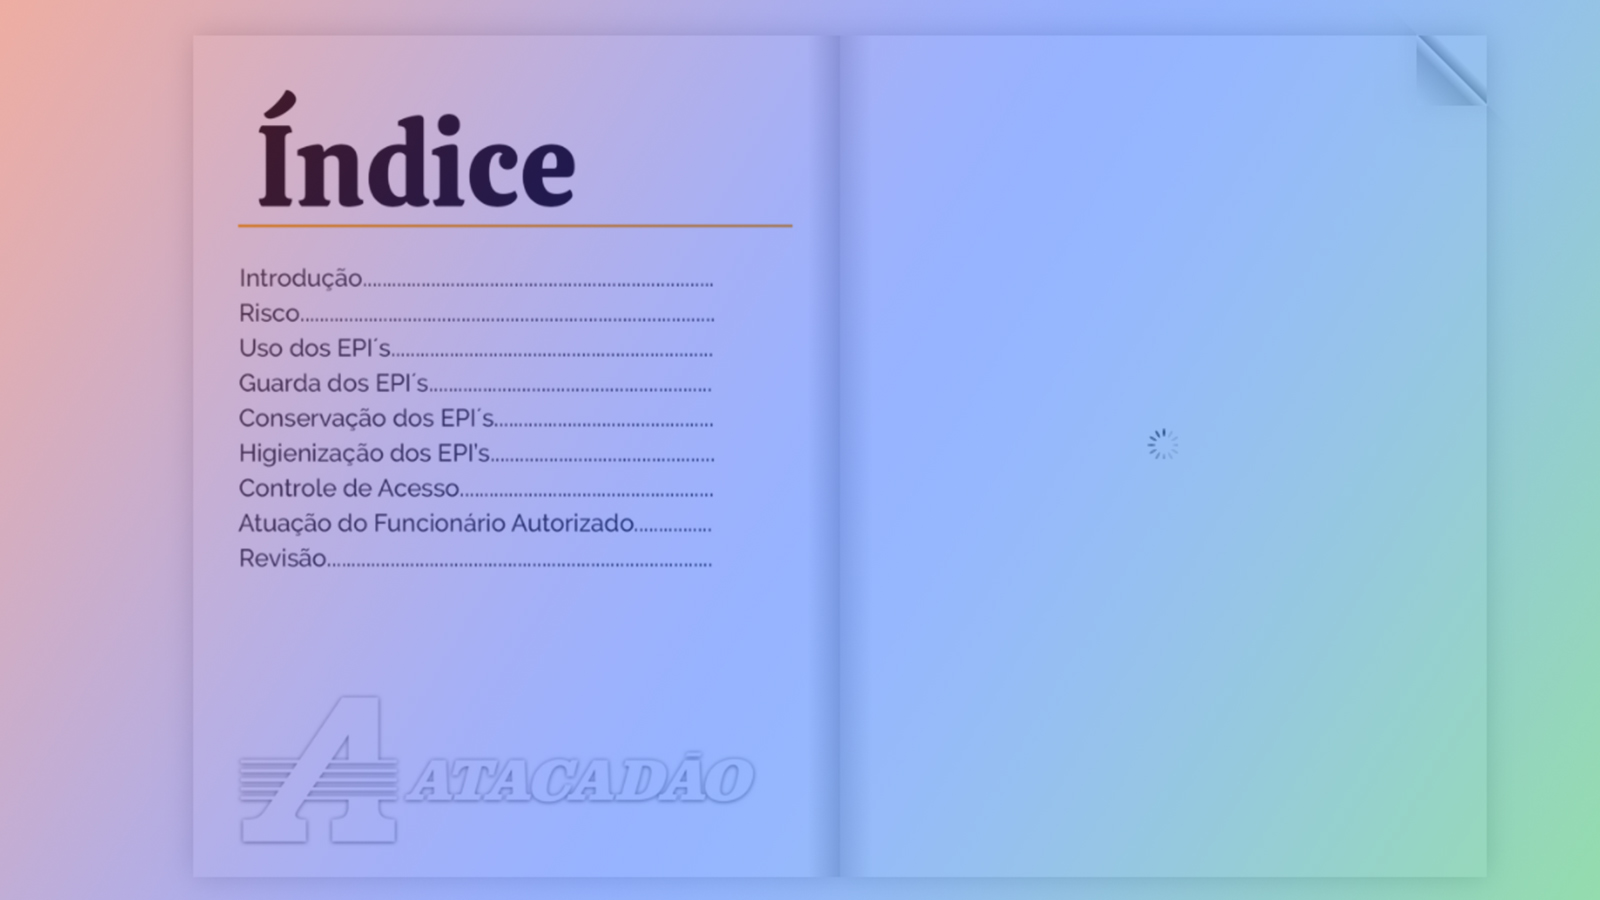 Índice
Introdução........................................................................
Risco.....................................................................................
Uso dos EPI´s..................................................................
Guarda dos EPI´s..........................................................
Conservação dos EPI´s.............................................
Higienização dos EPI's..............................................
Controle de Acesso....................................................
Atuação do Funcionário Autorizado................
Revisão...............................................................................
A ATACADÃO